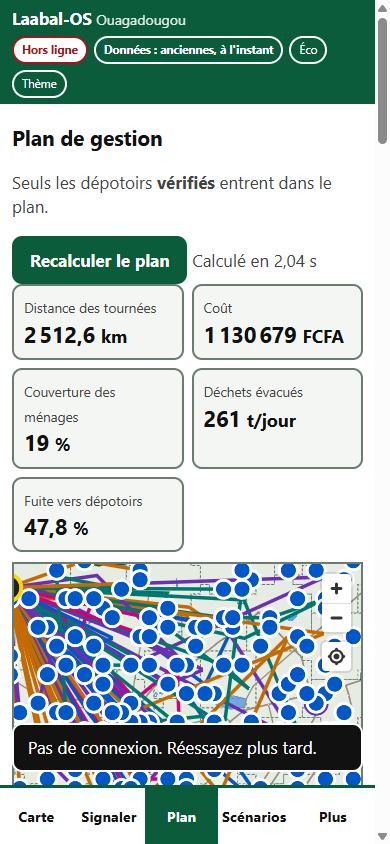 Laabal-OS Ouagadougou
Hors ligne
Données : anciennes, à l'instant
Éco
Thème
Plan de gestion
Seuls les dépotoirs vérifiés entrent dans le
plan.
Recalculer le plan
Calculé en 2,04 s
Distance des tournées
2 512,6 km
Coût
1 130 679 FCFA
Couverture des
ménages
19 %
Déchets évacués
261 t/jour
Fuite vers dépotoirs
47,8 %
+
−
Pas de connexion. Réessayez plus tard.
Carte
Signaler
Plan
Scénarios
Plus